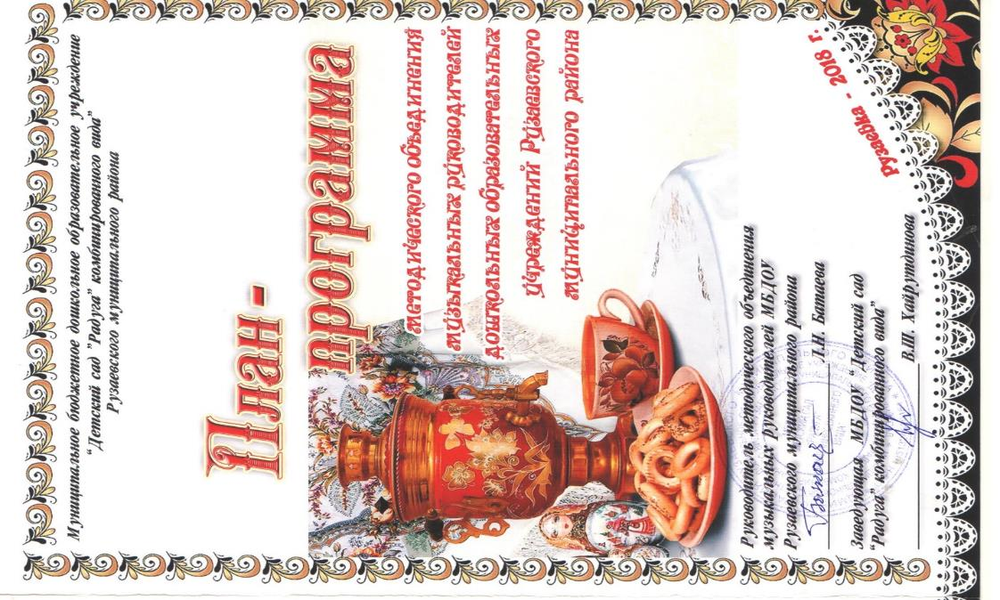 Муниципальное бюджетное дошкольное образовательное учреждение
“Детский сад “Радуга” комбинированного вида”
Рузаевского муниципального района
План -
программа
методического объединения
музыкальных руководителей
дошкольных образовательных
учреждений Рузаевского
муниципального района
Руководитель методического объединения
музыкальных руководителей МБДОУ
Рузаевского муниципального района
Л.Н. Батаева
Заведующая МБДОУ “Детский сад
“Радуга” комбинированного вида”
В.Ш. Хайрутдинова
Рузаевка - 2018 г.